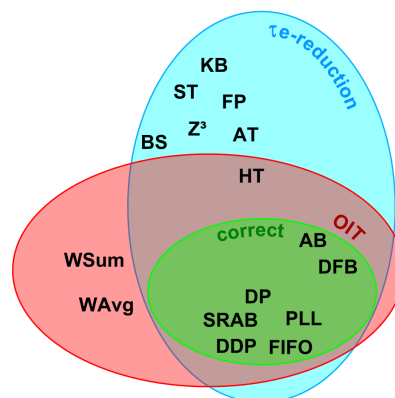 τe-reduction
KB
ST
FP
Z³
AT
BS
HT
OIT
correct
AB
WSum
DFB
WAvg
DP
SRAB
PLL
DDP
FIFO